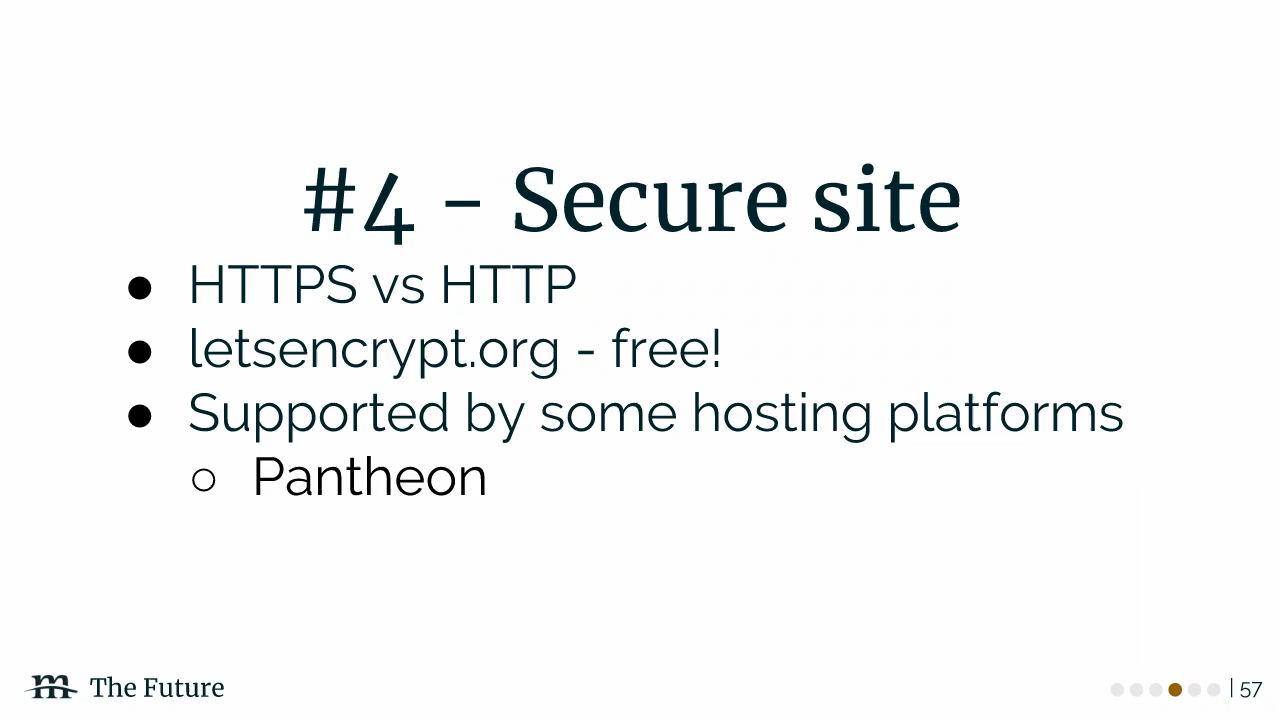 #4 - Secure site
● HTTPS vs HTTP
● letsencrypt.org - free!
● Supported by some hosting platforms
○ Pantheon
m The Future
| 57